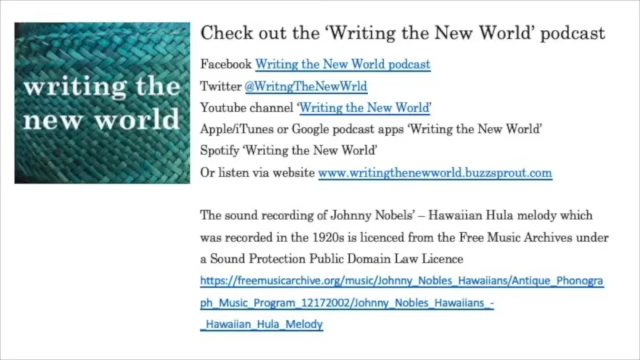 writing the
new world
Check out the ‘Writing the New World’ podcast
Facebook Writing the New World podcast
Twitter @WritngTheNewWrld
Youtube channel ‘Writing the New World’
Apple/iTunes or Google podcast apps ‘Writing the New World’
Spotify ‘Writing the New World’
Or listen via website www.writingthenewworld.buzzsprout.com
The sound recording of Johnny Nobels’ – Hawaiian Hula melody which
was recorded in the 1920s is licenced from the Free Music Archives under
a Sound Protection Public Domain Law Licence
https://freemusicarchive.org/music/Johnny_Nobles_Hawaiians/Antique_Phonogra
ph_Music_Program_12172002/Johnny_Nobles_Hawaiians_-
_Hawaiian_Hula_Melody